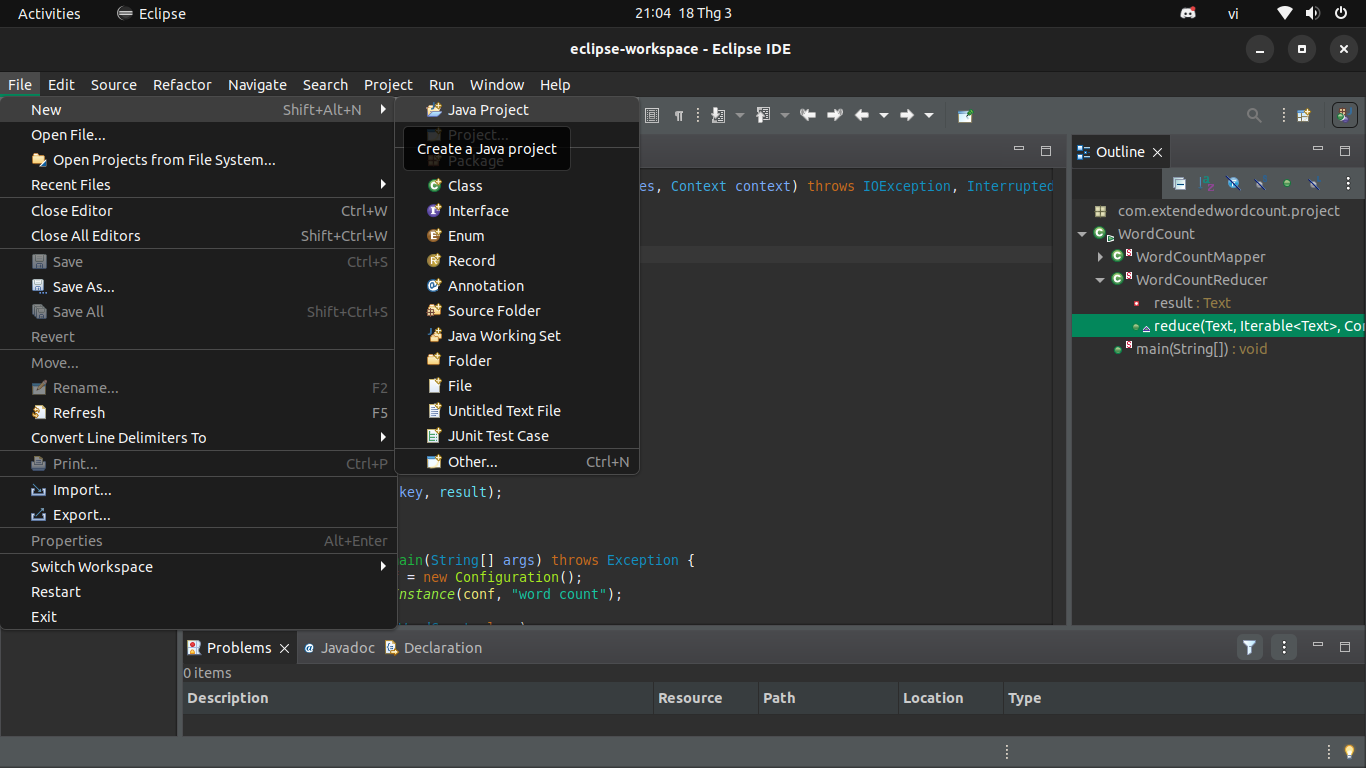 Activities Eclipse 21:04 18 Thg 3 vi
eclipse-workspace - Eclipse IDE
File Edit Source Refactor Navigate Search Project Run Window Help
New Shift+Alt+N
Open File...
Open Projects from File System...
Recent Files
Close Editor Ctrl+W
Close All Editors Shift+Ctrl+W
Save Ctrl+S
Save As...
Save All Shift+Ctrl+S
Revert
Move...
Rename... F2
Refresh F5
Convert Line Delimiters To
Print... Ctrl+P
Import...
Export...
Properties Alt+Enter
Switch Workspace
Restart
Exit
Java Project
Project...
Create a Java project
Package
Class
Interface
Enum
Record
Annotation
Source Folder
Java Working Set
Folder
File
Untitled Text File
JUnit Test Case
Other... Ctrl+N
es, Context context) throws IOException, Interrupted
key, result);
ain(String[] args) throws Exception {
= new Configuration();
nstance(conf, "word count");
Outline
com.extendedwordcount.project
WordCount
WordCountMapper
WordCountReducer
result : Text
reduce(Text, Iterable<Text>, Con
main(String[]) : void
Problems Javadoc Declaration
0 items
Description Resource Path Location Type